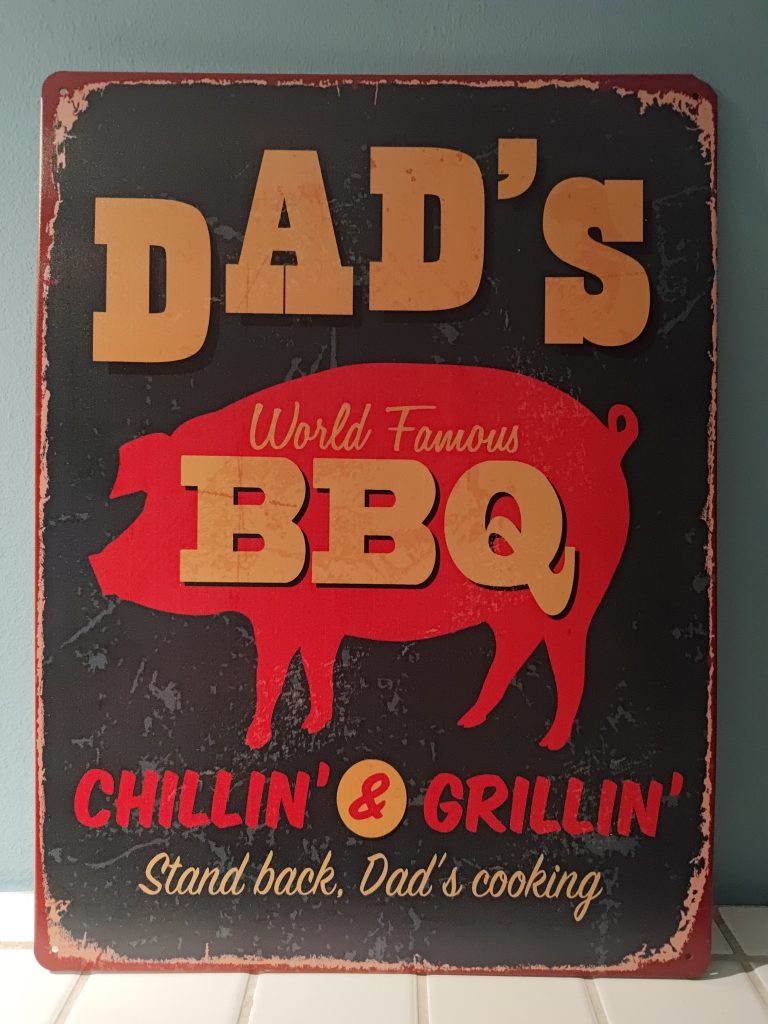 DAD'S
World Famous
BBQ
CHILLIN' & GRILLIN'
Stand back, Dad's cooking